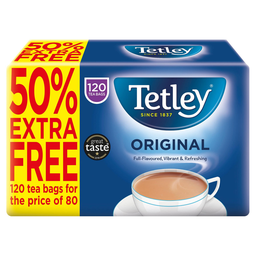 50%
EXTRA
FREE
50%
EXTRA
FREE
120 tea bags for
the price of 80
120
TEA BAGS
Tetley
SINCE 1837
ORIGINAL
Full-Flavoured, Vibrant & Refreshing
great
taste